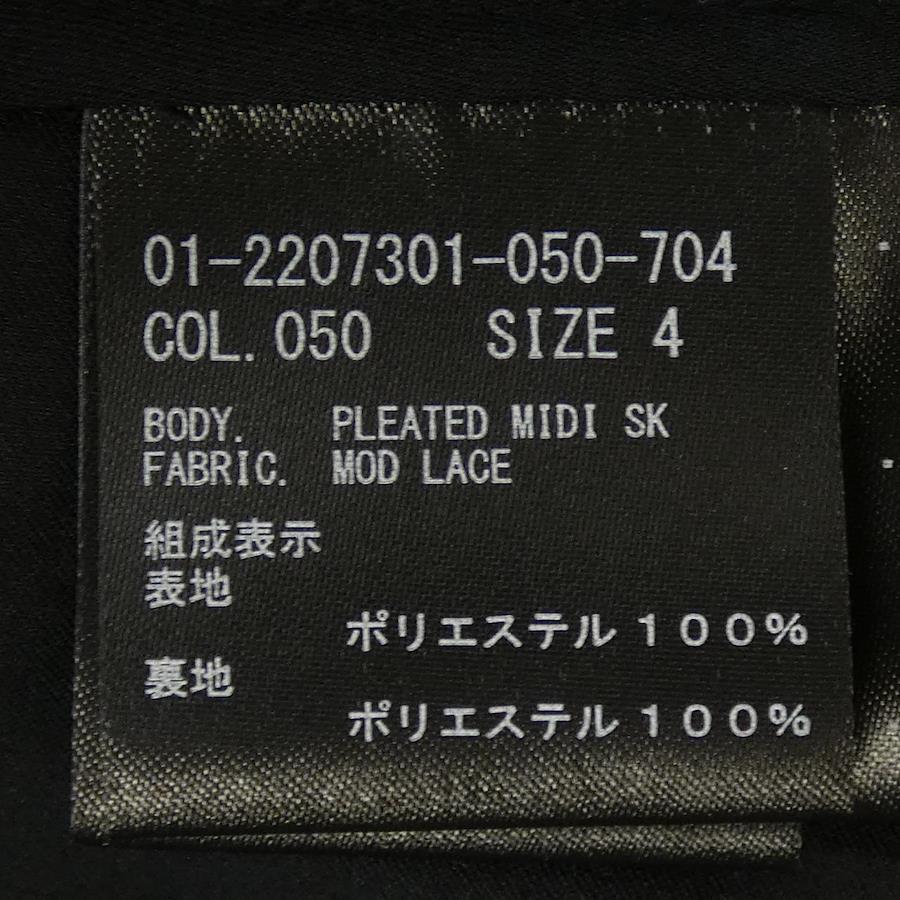 01-2207301-050-704
COL. 050 SIZE 4
BODY. PLEATED MIDI SK
FABRIC. MOD LACE
組成表示
表地
ポリエステル１００％
裏地
ポリエステル１００％